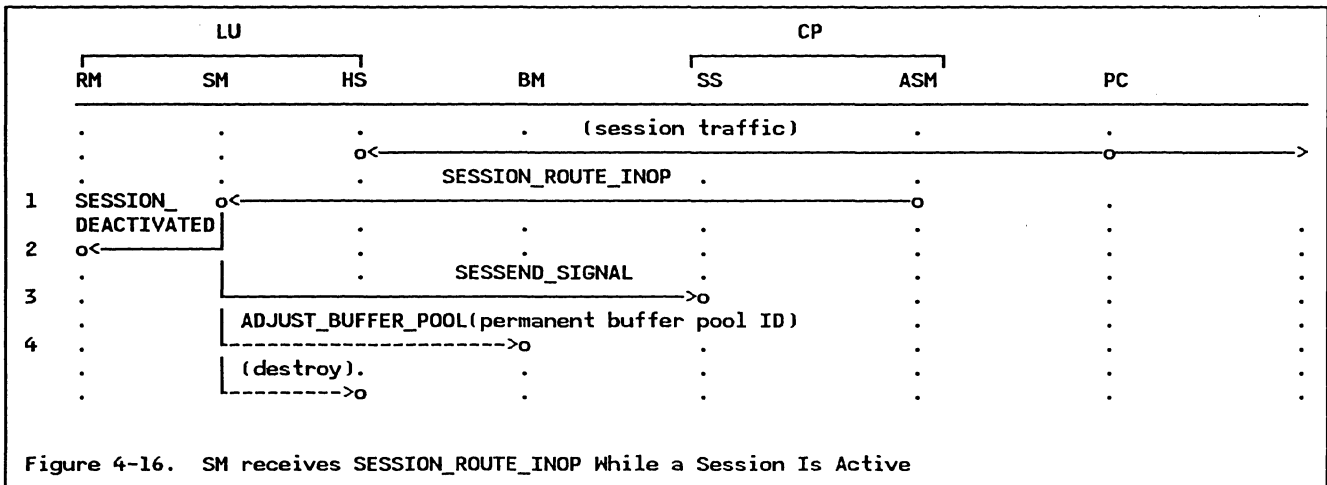 LU CP
RM SM HS BM SS ASM PC
(session traffic)
SESSION_ROUTE_INOP
1 SESSION_
DEACTIVATED
2
SESSEND_SIGNAL
3
ADJUST_BUFFER_POOL(permanent buffer pool ID)
4
(destroy).
Figure 4-16. SM receives SESSION_ROUTE_INOP While a Session Is Active